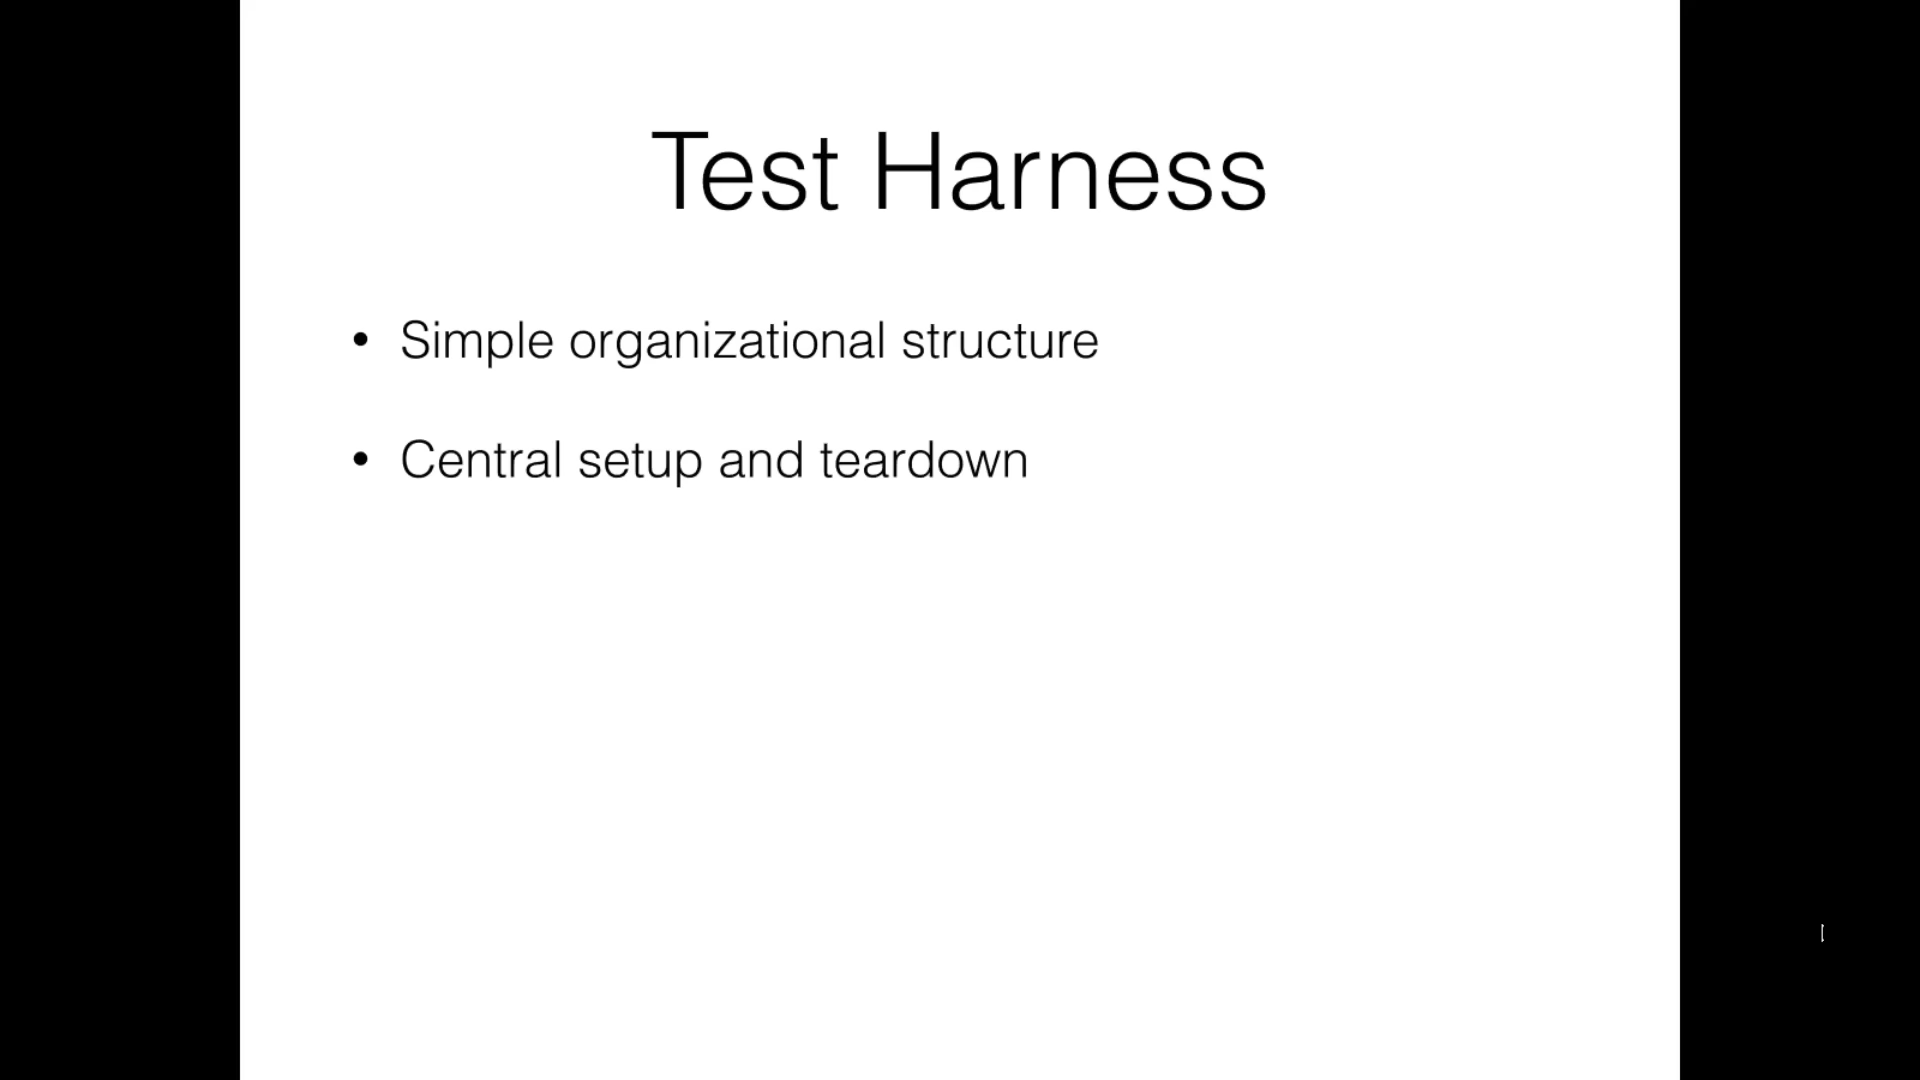 Test Harness
• Simple organizational structure
• Central setup and teardown